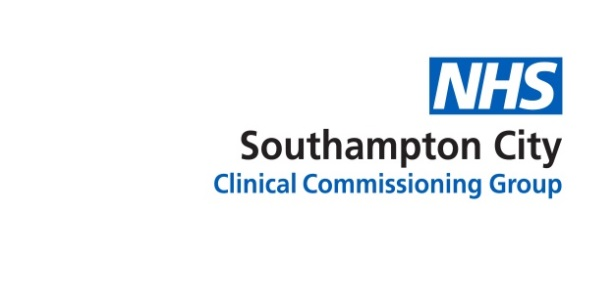 NHS
Southampton City
Clinical Commissioning Group